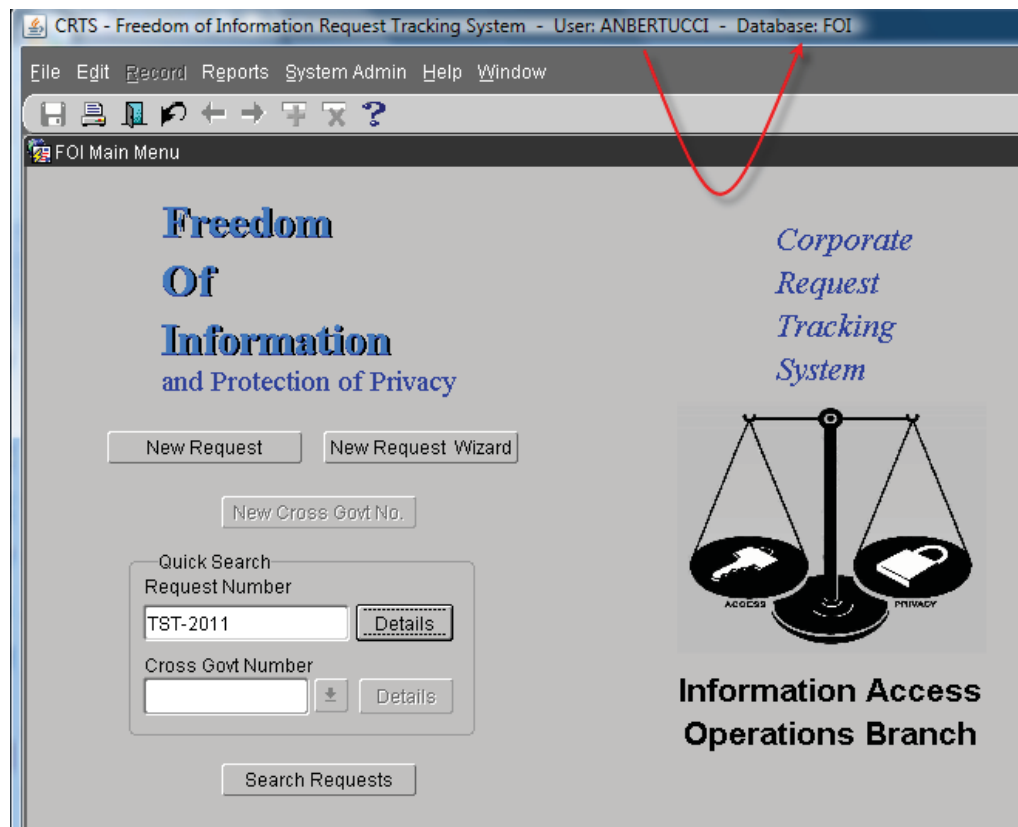 CRTS - Freedom of Information Request Tracking System - User: ANBERTUCCI - Database: FOI
File Edit Record Reports System Admin Help Window
?
FOI Main Menu
Freedom
Of
Information
and Protection of Privacy
Corporate
Request
Tracking
System
New Request New Request Wizard
New Cross Govt No.
Quick Search
Request Number
TST-2011 Details
Cross Govt Number
Details
Search Requests
ACCESS PRIVACY
Information Access
Operations Branch